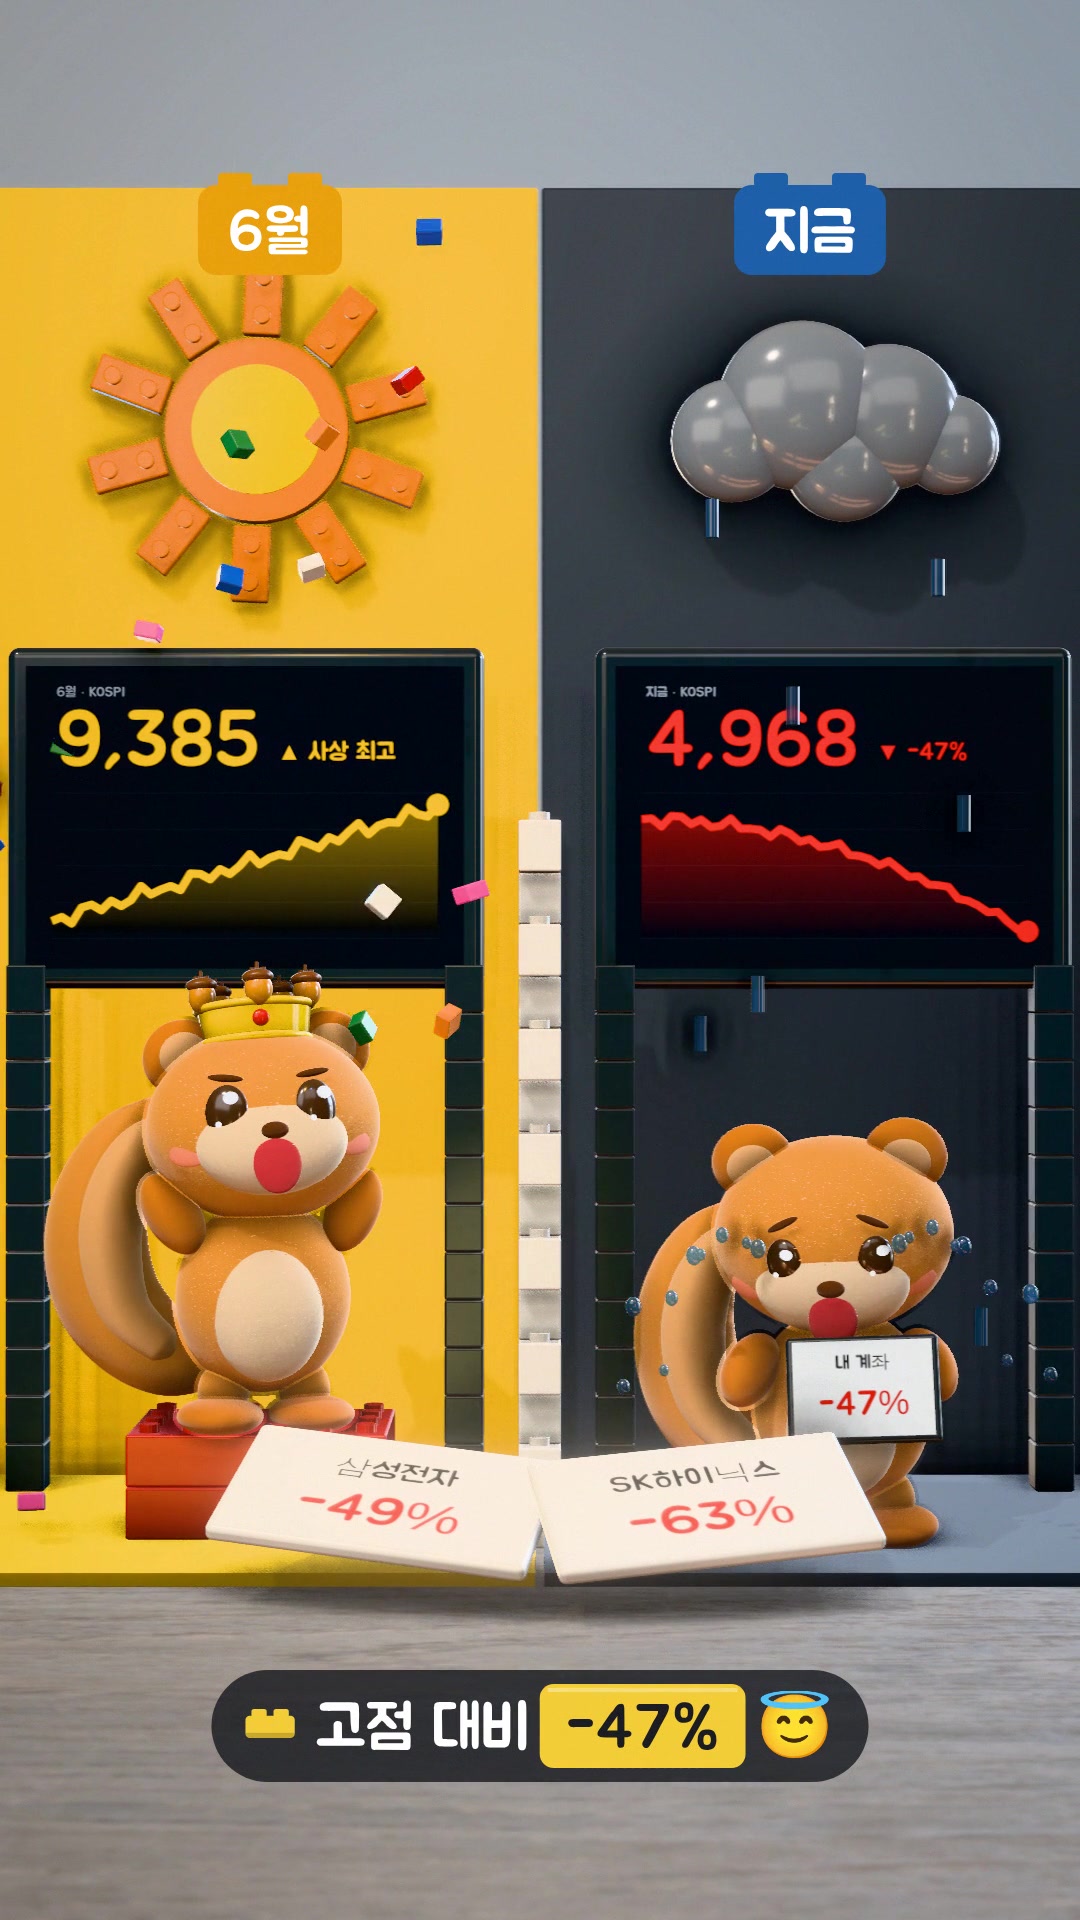 6월
지금
6월 · KOSPI
9,385 ▲ 사상 최고
지금 · KOSPI
4,968 ▼ -47%
내 계좌
-47%
삼성전자
-49%
SK하이닉스
-63%
고점 대비 -47%